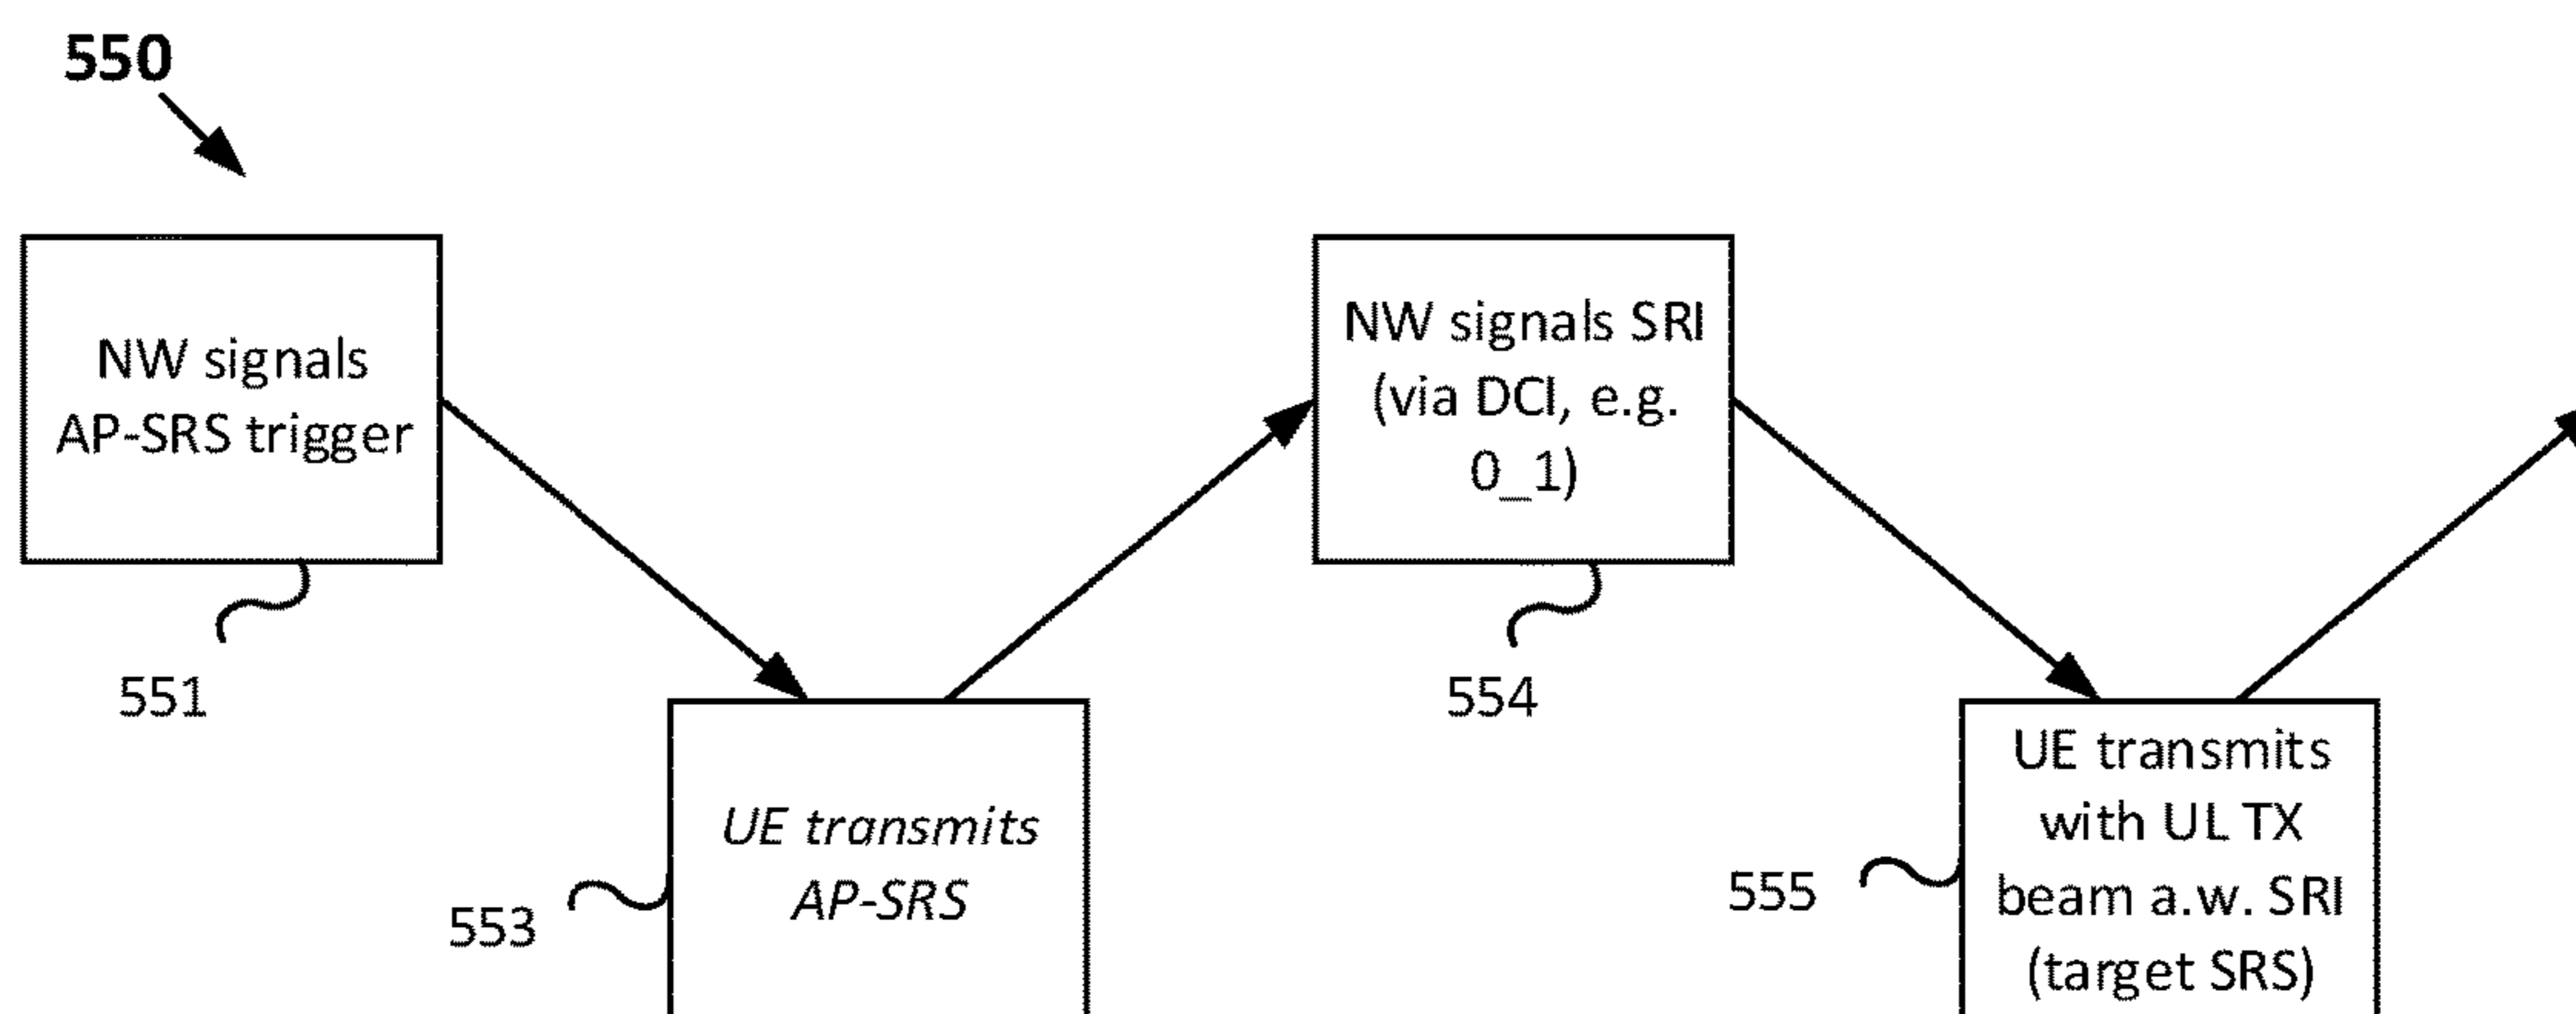 550
NW signals
AP-SRS trigger
551
UE transmits
AP-SRS
553
NW signals SRI
(via DCI, e.g.
0_1)
554
UE transmits
with UL TX
beam a.w. SRI
(target SRS)
555